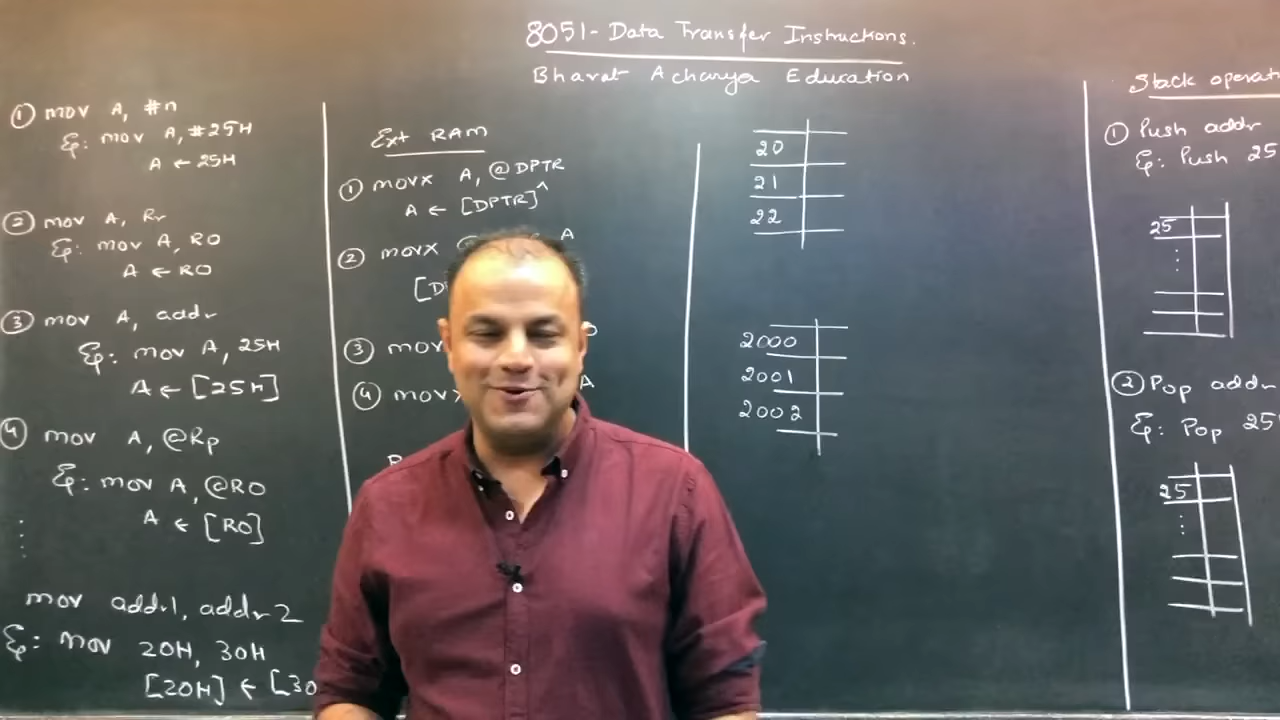 8051 - Data Transfer Instructions.
Bharat Acharya Education
① mov A, #n
Eg: mov A, #25H
A ← 25H
② mov A, Rr
Eg: mov A, R0
A ← R0
③ mov A, addr
Eg: mov A, 25H
A ← [25H]
④ mov A, @Rp
Eg: mov A, @R0
A ← [R0]
mov addr1, addr2
Eg: mov 20H, 30H
[20H] ← [30
Ext RAM
① movx A, @DPTR
A ← [DPTR]^
② movx @ A
[D
③ mov
④ mov A
20
21
22
2000
2001
2002
Stack operat
① Push addr
Eg: Push 25
25
② Pop addr
Eg: Pop 25
25